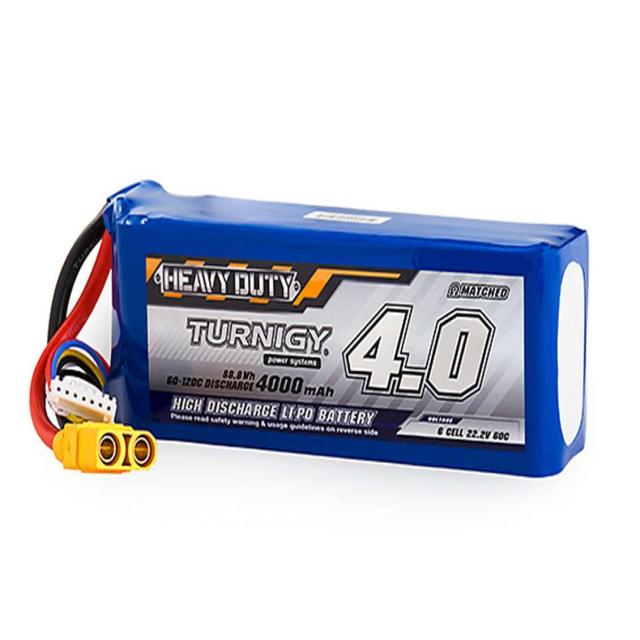 HEAVY DUTY
MATCHED
TURNIGY
power systems
4.0
88.8Wh
60-120C DISCHARGE 4000mAh
HIGH DISCHARGE LI-PO BATTERY
Please read safety warning & usage guidelines on reverse side
VOLTAGE
6 CELL 22.2V 60C